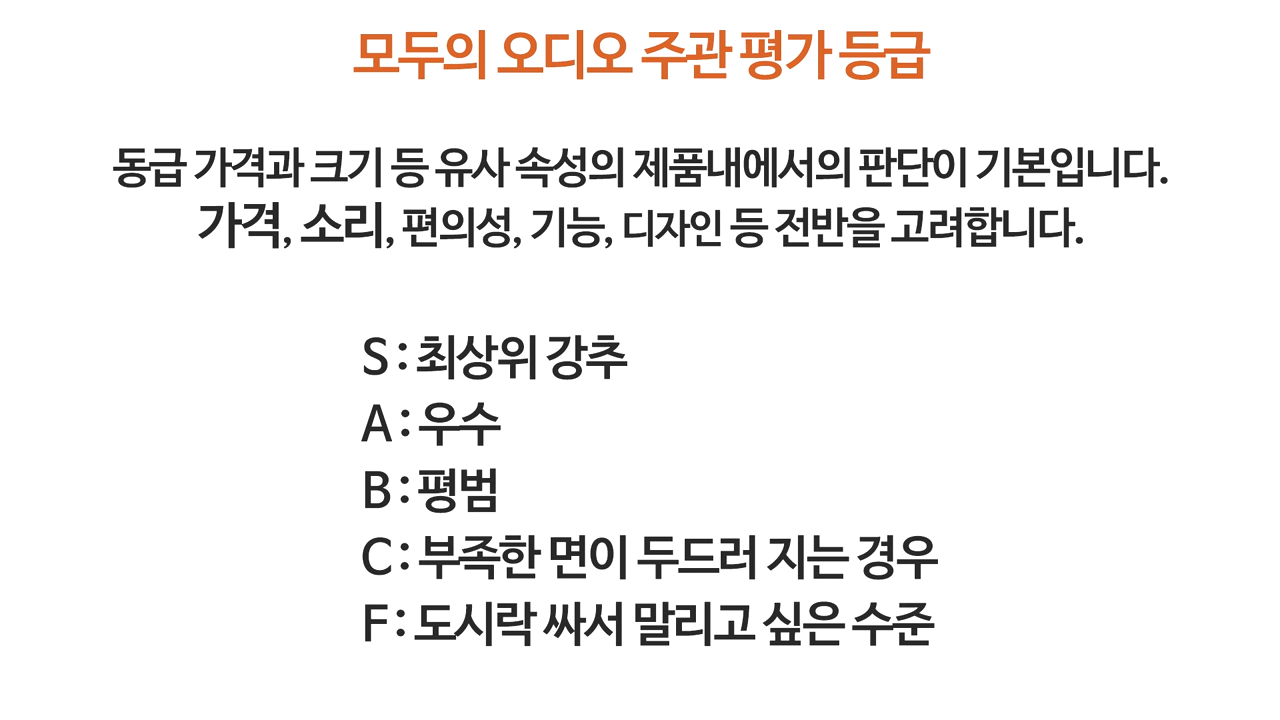 모두의 오디오 주관 평가 등급
동급 가격과 크기 등 유사 속성의 제품내에서의 판단이 기본입니다.
가격, 소리, 편의성, 기능, 디자인 등 전반을 고려합니다.
S : 최상위 강추
A : 우수
B : 평범
C : 부족한 면이 두드러 지는 경우
F : 도시락 싸서 말리고 싶은 수준